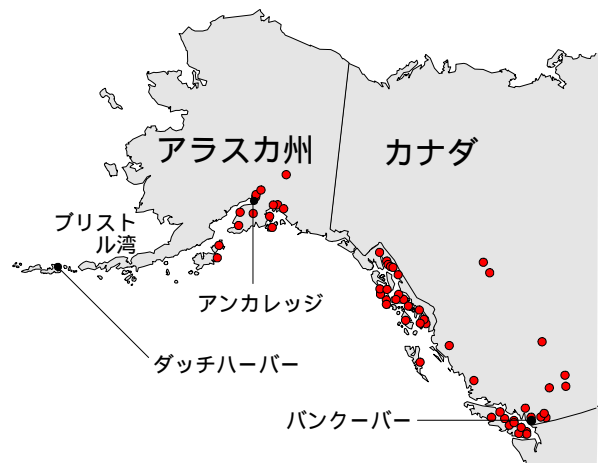 アラスカ州
カナダ
ブリスト
ル湾
アンカレッジ
ダッチハーバー
バンクーバー